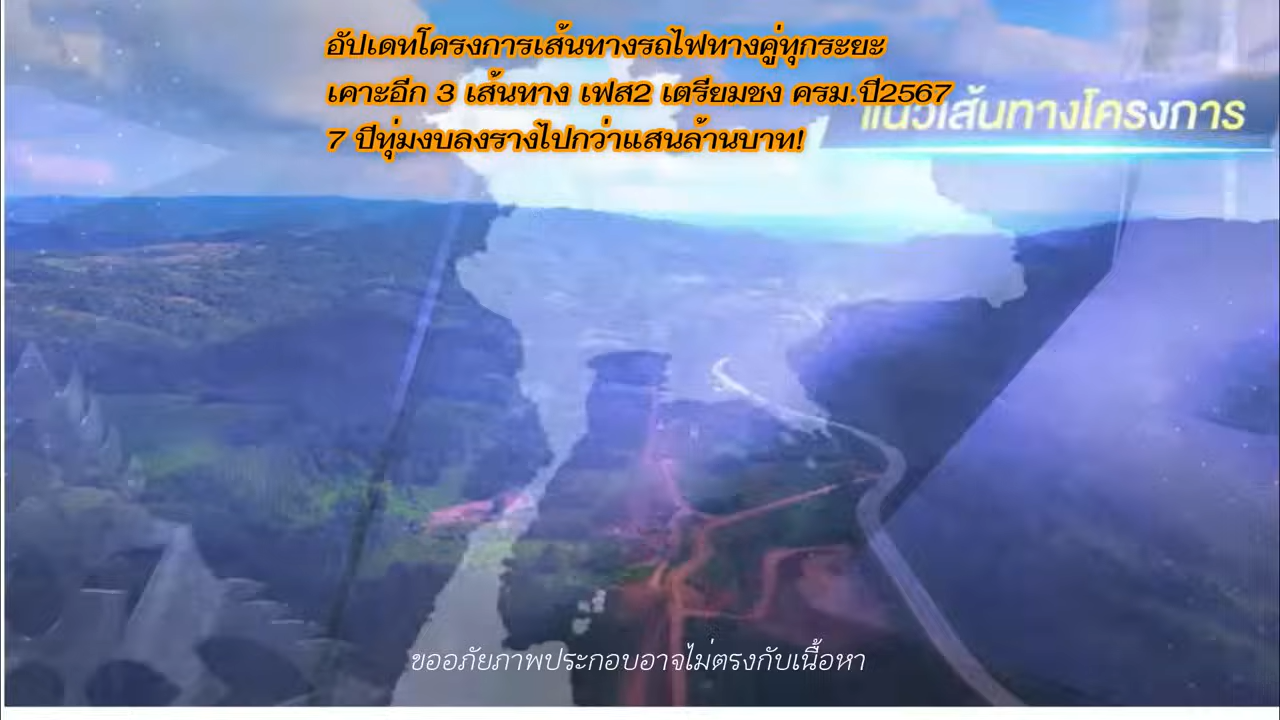 อัปเดทโครงการเส้นทางรถไฟทางคู่ทุกระยะ
เคาะอีก 3 เส้นทาง เฟส2 เตรียมชง ครม.ปี2567
แนวเส้นทางโครงการ
7 ปีทุ่มงบลงรางไปกว่าแสนล้านบาท!
ขออภัยภาพประกอบอาจไม่ตรงกับเนื้อหา